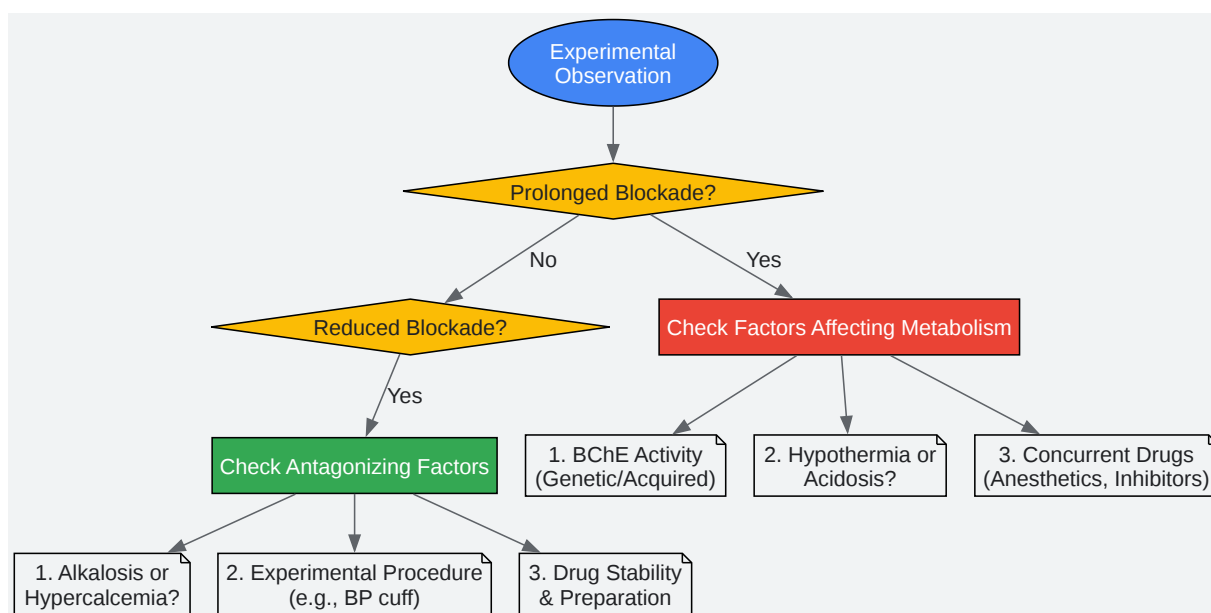 Experimental
Observation
Prolonged Blockade?
No
Yes
Reduced Blockade?
Check Factors Affecting Metabolism
Yes
Check Antagonizing Factors
1. BChE Activity
(Genetic/Acquired)
2. Hypothermia or
Acidosis?
3. Concurrent Drugs
(Anesthetics, Inhibitors)
1. Alkalosis or
Hypercalcemia?
2. Experimental Procedure
(e.g., BP cuff)
3. Drug Stability
& Preparation